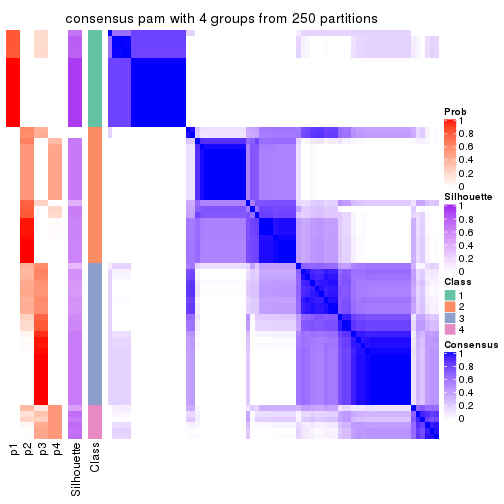 consensus pam with 4 groups from 250 partitions
Prob
1
0.8
0.6
0.4
0.2
0
Silhouette
1
0.8
0.6
0.4
0.2
0
Class
1
2
3
4
Consensus
1
0.8
0.6
0.4
0.2
0
p1
p2
p3
p4
Silhouette
Class